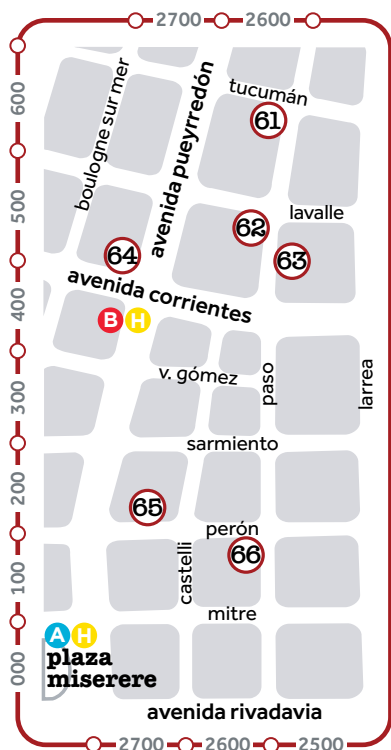 2700 2600
600
500
400
300
200
100
000
tucumán
61
boulogne sur mer
avenida pueyrredón
lavalle
62
63
64
avenida corrientes
B H
v. gómez
paso
larrea
sarmiento
65
perón
66
castelli
mitre
A H
plaza
miserere
avenida rivadavia
2700 2600 2500